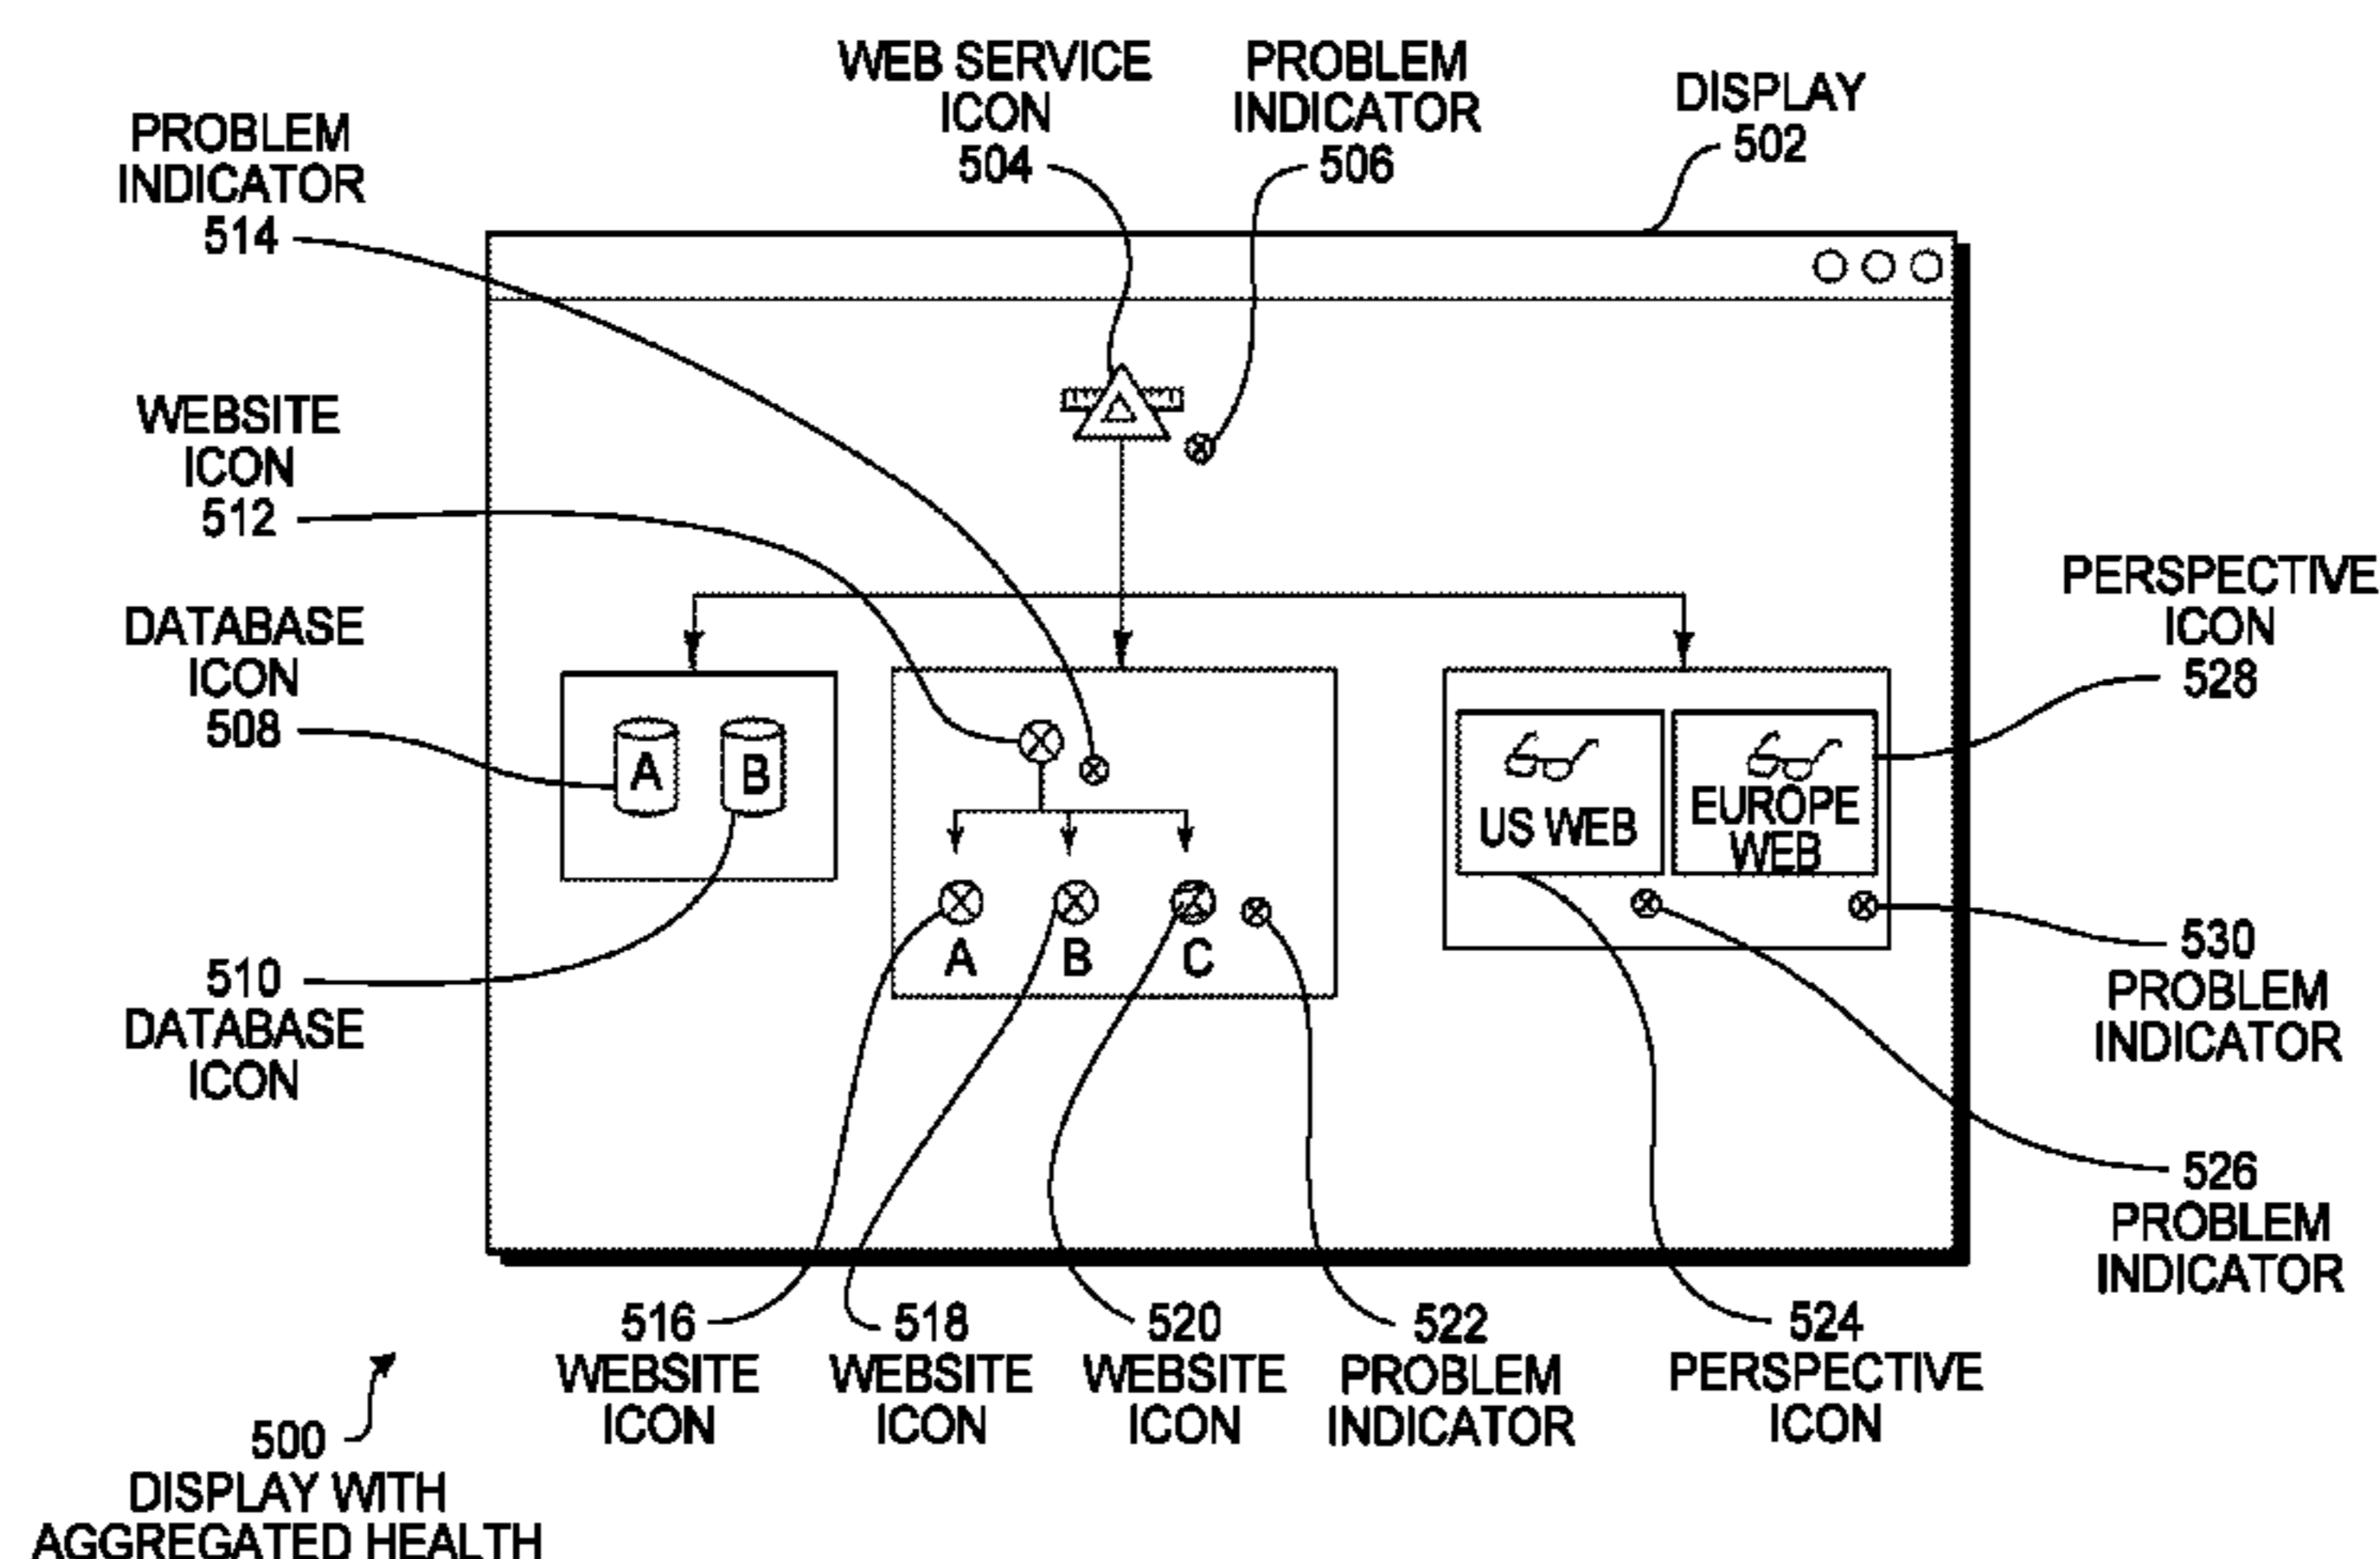 WEB SERVICE
ICON
504
PROBLEM
INDICATOR
506
DISPLAY
502
PROBLEM
INDICATOR
514
WEBSITE
ICON
512
DATABASE
ICON
508
510
DATABASE
ICON
A
B
A
B
C
US WEB
EUROPE
WEB
PERSPECTIVE
ICON
528
530
PROBLEM
INDICATOR
526
PROBLEM
INDICATOR
516
WEBSITE
ICON
518
WEBSITE
ICON
520
WEBSITE
ICON
522
PROBLEM
INDICATOR
524
PERSPECTIVE
ICON
500
DISPLAY WITH
AGGREGATED HEALTH